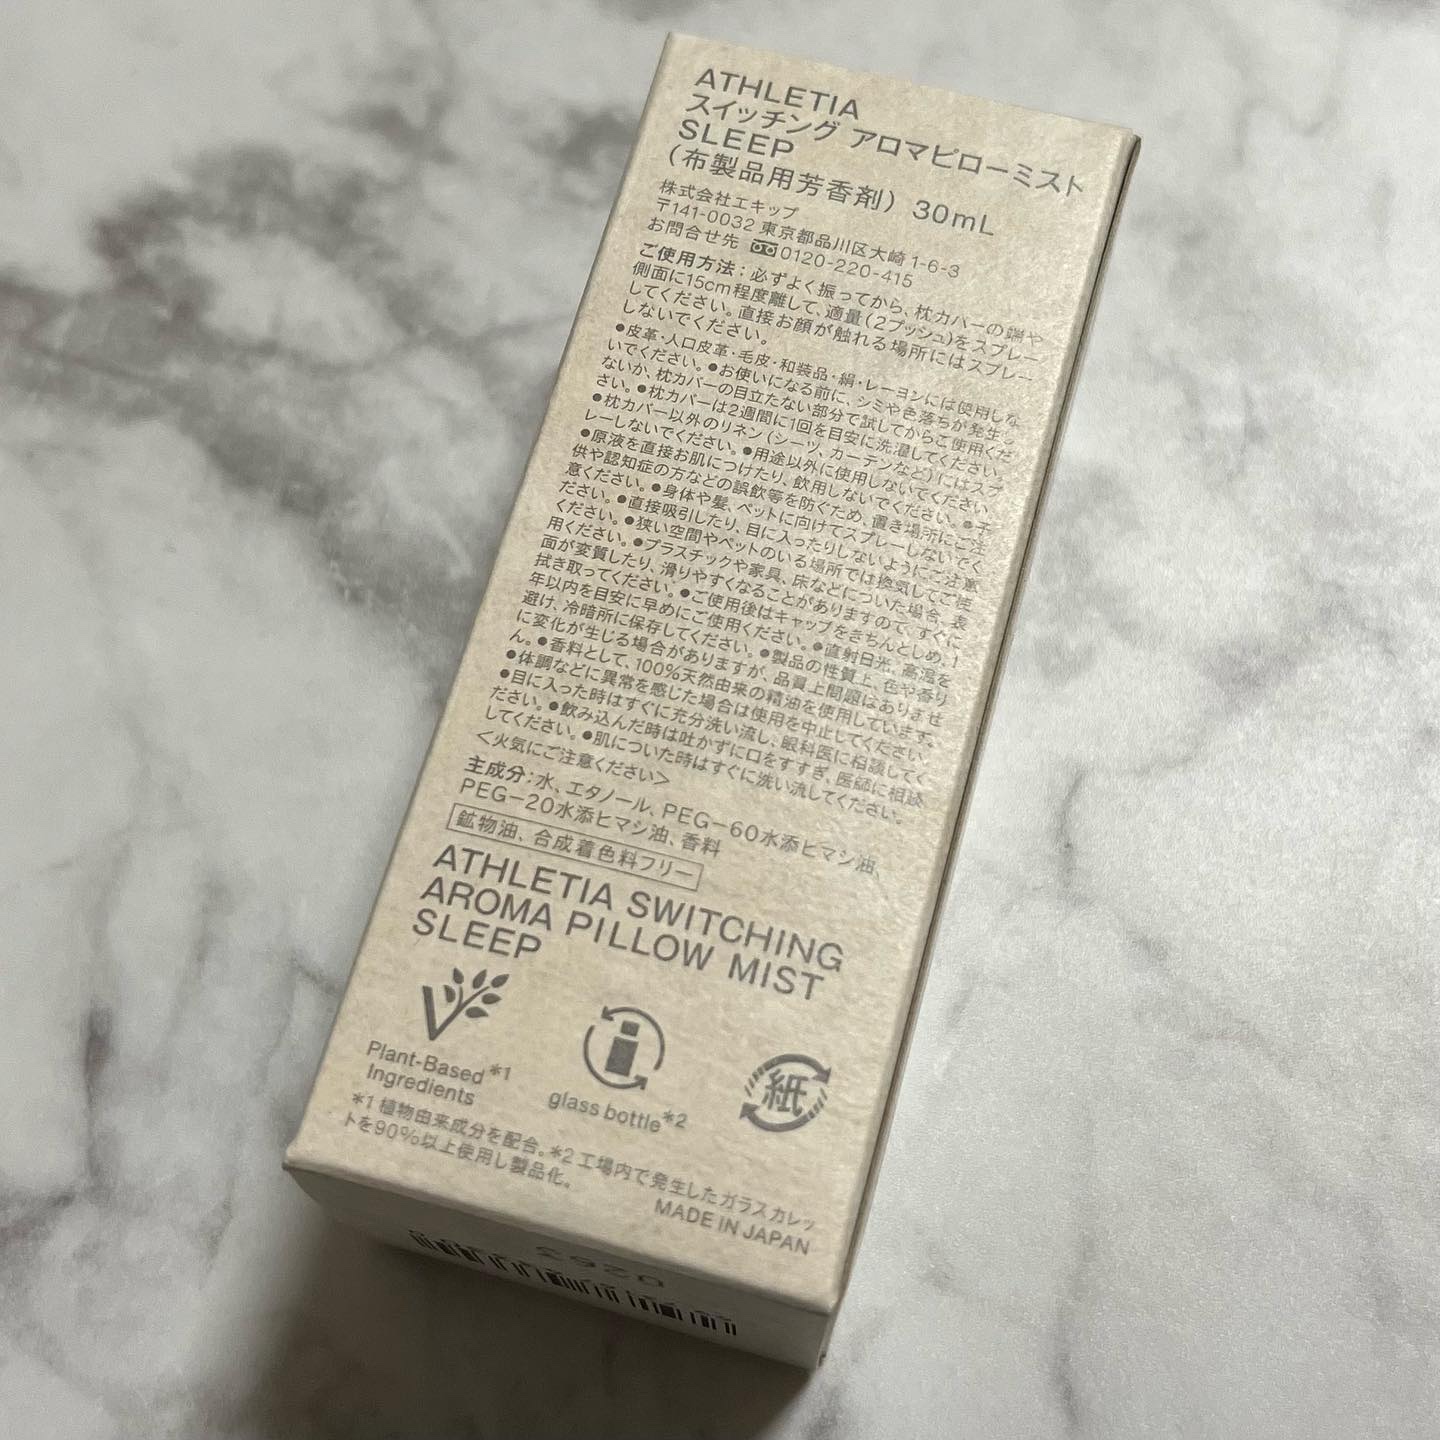 ATHLETIA
スイッチング アロマピローミスト
SLEEP
(布製品用芳香剤) 30mL
株式会社エキップ
〒141-0032 東京都品川区大崎 1-6-3
お問合せ先 0120-220-415
ご使用方法：必ずよく振ってから、枕カバーの端や
側面に15cm程度離して、適量(2プッシュ)をスプレー
してください。直接お顔が触れる場所にはスプレー
しないでください。
●皮革・人口皮革・毛皮・和装品・絹・レーヨンには使用しな
いでください。●お使いになる前に、シミや色落ちが発生し
ないか、枕カバーの目立たない部分で試してからご使用くだ
さい。●枕カバーは2週間に1回を目安に洗濯してください。
●枕カバー以外のリネン(シーツ、カーテンなど)にはスプ
レーしないでください。●用途以外に使用しないでください。
●原液を直接お肌につけたり、飲用しないでください。●子
供や認知症の方などの誤飲等を防ぐため、置き場所にご注
意ください。●身体や髪、ペットに向けてスプレーしないでく
ださい。●直接吸引したり、目に入ったりしないようにご注意
ください。●狭い空間やペットのいる場所では換気してご使
用ください。●プラスチックや家具、床などについた場合、表
面が変質したり、滑りやすくなることがありますので、すぐに
拭き取ってください。●ご使用後はキャップをきちんとしめ、1
年以内を目安に早めにご使用ください。●直射日光、高温を
避け、冷暗所に保存してください。●製品の性質上、色や香り
に変化が生じる場合がありますが、品質上問題はありませ
ん。●香料として、100%天然由来の精油を使用しています。
●体調などに異常を感じた場合は使用を中止してください。
●目に入った時はすぐに充分洗い流し、眼科医に相談してく
ださい。●飲み込んだ時は吐かずに口をすすぎ、医師に相談
してください。●肌についた時はすぐに洗い流してください。
<火気にご注意ください>
主成分：水、エタノール、PEG-60水添ヒマシ油、
PEG-20水添ヒマシ油、香料
鉱物油、合成着色料フリー
ATHLETIA SWITCHING
AROMA PILLOW MIST
SLEEP
Plant-Based *1
Ingredients
glass bottle *2
紙
*1 植物由来成分を配合。*2 工場内で発生したガラスカレッ
トを90%以上使用し製品化。
MADE IN JAPAN